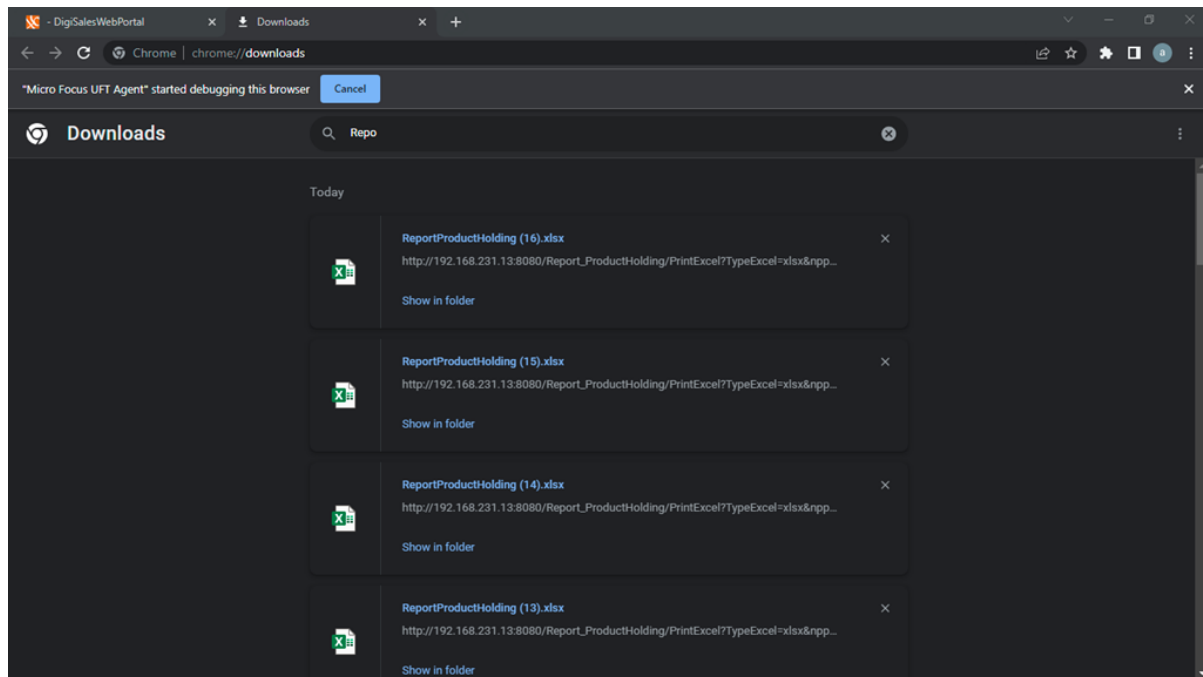 - DigiSalesWebPortal
Downloads
Chrome | chrome://downloads
a
"Micro Focus UFT Agent" started debugging this browser
Cancel
Downloads
Repo
Today
ReportProductHolding (16).xlsx
http://192.168.231.13:8080/Report_ProductHolding/PrintExcel?TypeExcel=xlsx&npp...
Show in folder
ReportProductHolding (15).xlsx
http://192.168.231.13:8080/Report_ProductHolding/PrintExcel?TypeExcel=xlsx&npp...
Show in folder
ReportProductHolding (14).xlsx
http://192.168.231.13:8080/Report_ProductHolding/PrintExcel?TypeExcel=xlsx&npp...
Show in folder
ReportProductHolding (13).xlsx
http://192.168.231.13:8080/Report_ProductHolding/PrintExcel?TypeExcel=xlsx&npp...
Show in folder